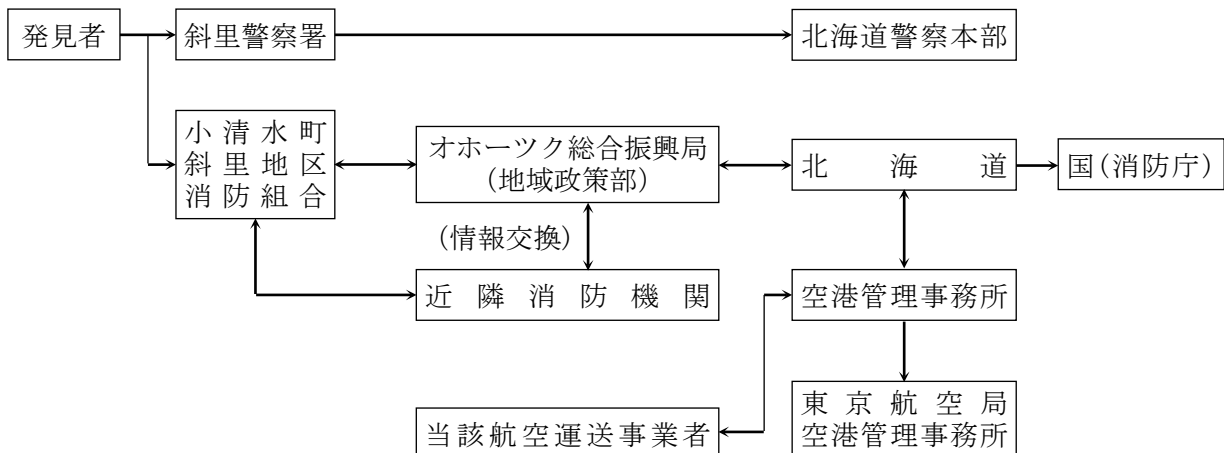 発見者
斜里警察署
北海道警察本部
小清水町
斜里地区
消防組合
オホーツク総合振興局
（地域政策部）
北海道
国（消防庁）
（情報交換）
近隣消防機関
空港管理事務所
当該航空運送事業者
東京航空局
空港管理事務所